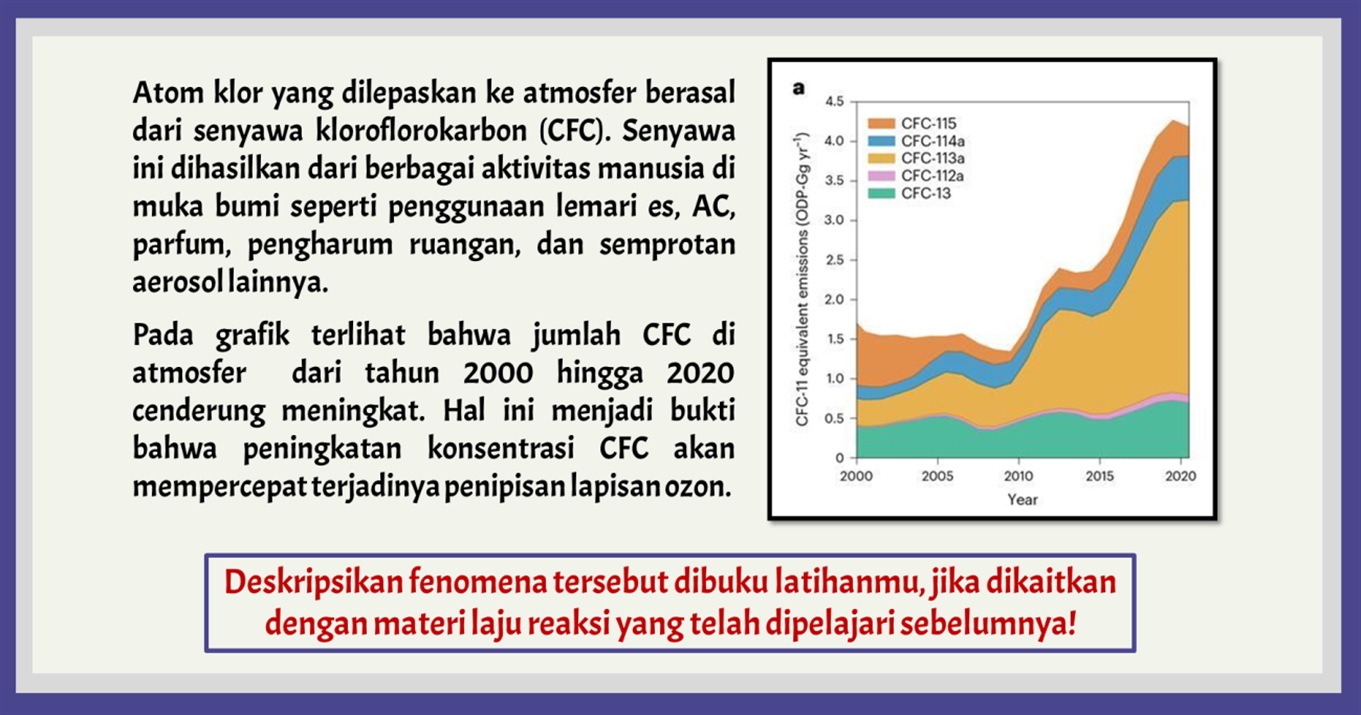 Atom klor yang dilepaskan ke atmosfer berasal
dari senyawa kloroflorokarbon (CFC). Senyawa
ini dihasilkan dari berbagai aktivitas manusia di
muka bumi seperti penggunaan lemari es, AC,
parfum, pengharum ruangan, dan semprotan
aerosol lainnya.
Pada grafik terlihat bahwa jumlah CFC di
atmosfer dari tahun 2000 hingga 2020
cenderung meningkat. Hal ini menjadi bukti
bahwa peningkatan konsentrasi CFC akan
mempercepat terjadinya penipisan lapisan ozon.
a
CFC-11 equivalent emissions (ODP-Gg yr⁻¹)
4.5
4.0
3.5
3.0
2.5
2.0
1.5
1.0
0.5
0
CFC-115
CFC-114a
CFC-113a
CFC-112a
CFC-13
2000 2005 2010 2015 2020
Year
Deskripsikan fenomena tersebut dibuku latihanmu, jika dikaitkan
dengan materi laju reaksi yang telah dipelajari sebelumnya!